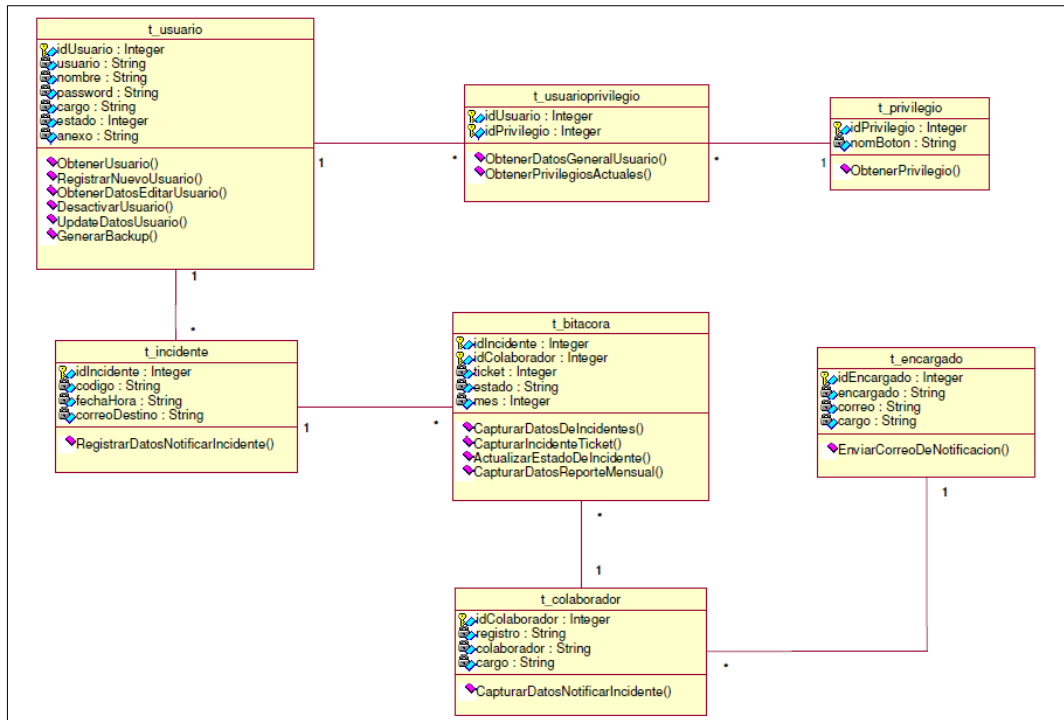 t_usuario
idUsuario : Integer
usuario : String
nombre : String
password : String
cargo : String
estado : Integer
anexo : String
ObtenerUsuario()
RegistrarNuevoUsuario()
ObtenerDatosEditarUsuario()
DesactivarUsuario()
UpdateDatosUsuario()
GenerarBackup()
1
*
t_usuarioprivilegio
idUsuario : Integer
idPrivilegio : Integer
ObtenerDatosGeneralUsuario()
ObtenerPrivilegiosActuales()
*
1
t_privilegio
idPrivilegio : Integer
nomBoton : String
ObtenerPrivilegio()
1
*
t_incidente
idIncidente : Integer
codigo : String
fechaHora : String
correoDestino : String
RegistrarDatosNotificarIncidente()
1
*
t_bitacora
idIncidente : Integer
idColaborador : Integer
ticket : Integer
estado : String
mes : Integer
CapturarDatosDeIncidentes()
CapturarIncidenteTicket()
ActualizarEstadoDeIncidente()
CapturarDatosReporteMensual()
t_encargado
idEncargado : Integer
encargado : String
correo : String
cargo : String
EnviarCorreoDeNotificacion()
1
*
1
t_colaborador
idColaborador : Integer
registro : String
colaborador : String
cargo : String
CapturarDatosNotificarIncidente()
*